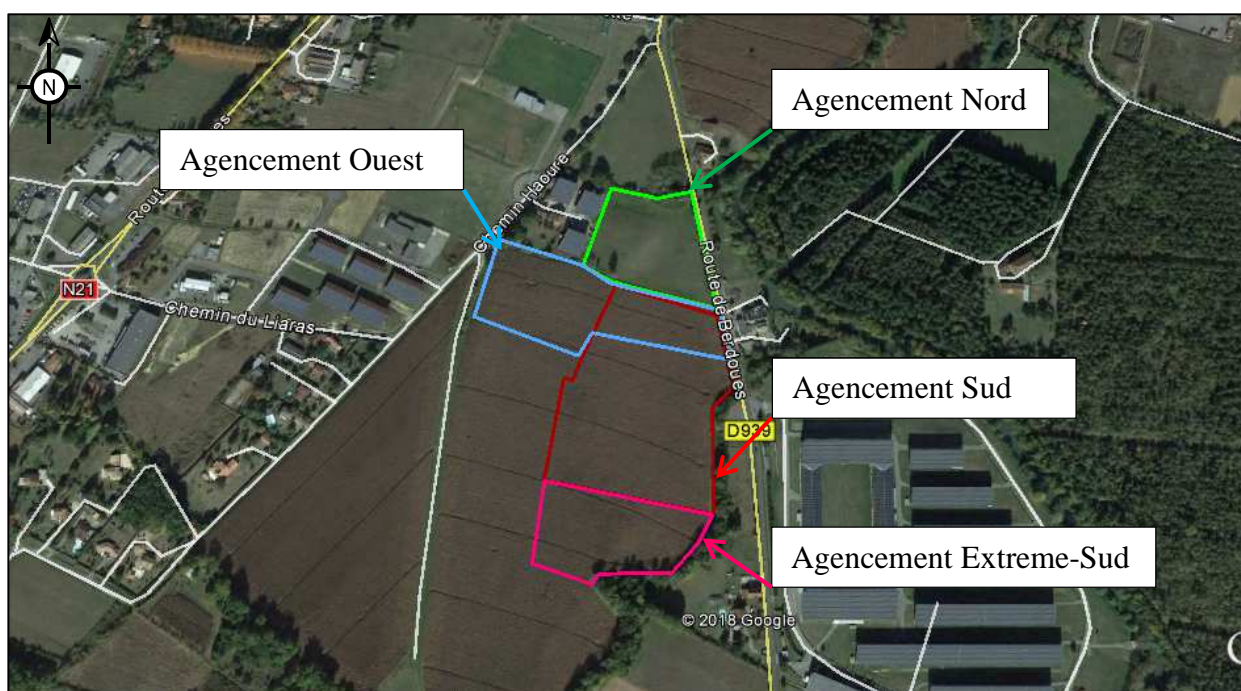 N
Agencement Nord
Agencement Ouest
Chemin-Haoure
N21
Chemin du Liaras
Route de Berdoues
Agencement Sud
D939
Agencement Extreme-Sud
© 2018 Google